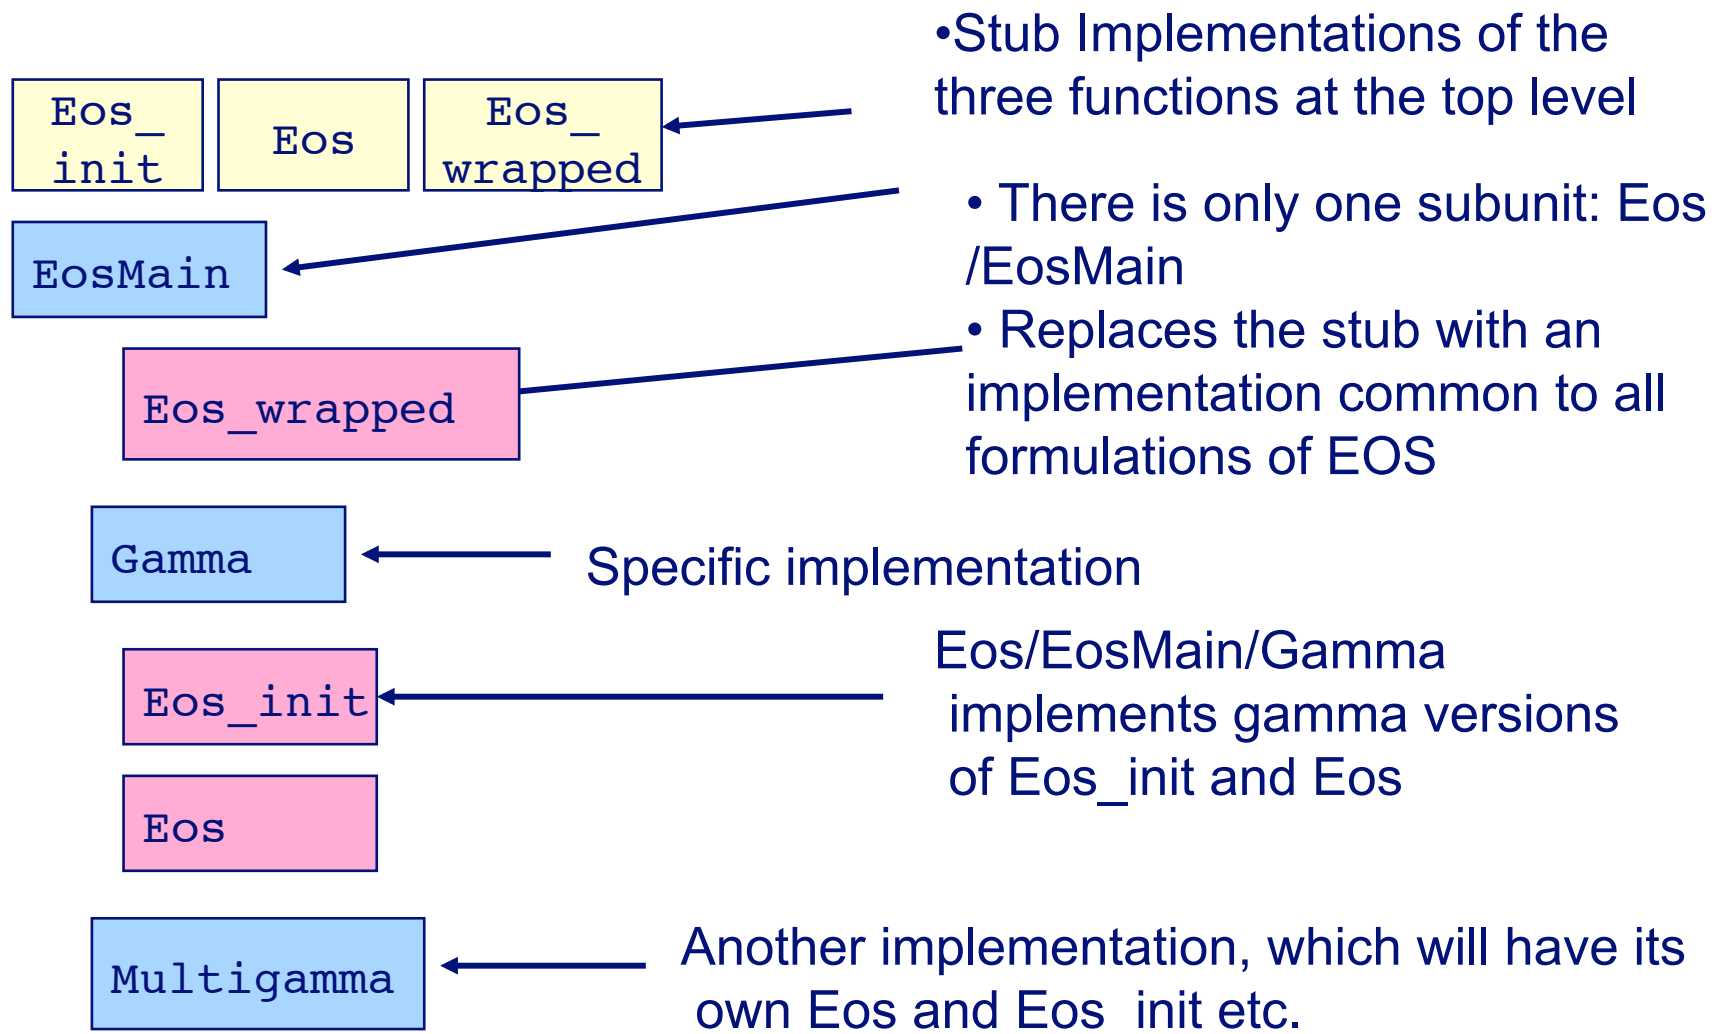 •Stub Implementations of the
three functions at the top level
Eos_
init
Eos
Eos_
wrapped
• There is only one subunit: Eos
/EosMain
EosMain
• Replaces the stub with an
implementation common to all
formulations of EOS
Eos_wrapped
Gamma
Specific implementation
Eos_init
Eos/EosMain/Gamma
implements gamma versions
of Eos_init and Eos
Eos
Multigamma
Another implementation, which will have its
own Eos and Eos_init etc.